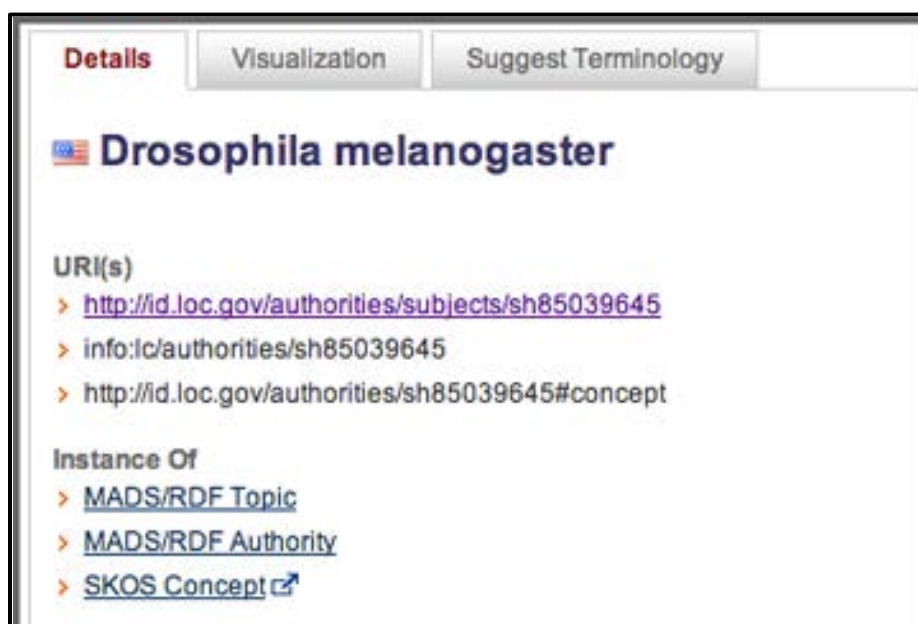 Details Visualization Suggest Terminology
Drosophila melanogaster
URI(s)
http://id.loc.gov/authorities/subjects/sh85039645
info:lc/authorities/sh85039645
http://id.loc.gov/authorities/sh85039645#concept
Instance Of
MADS/RDF Topic
MADS/RDF Authority
SKOS Concept